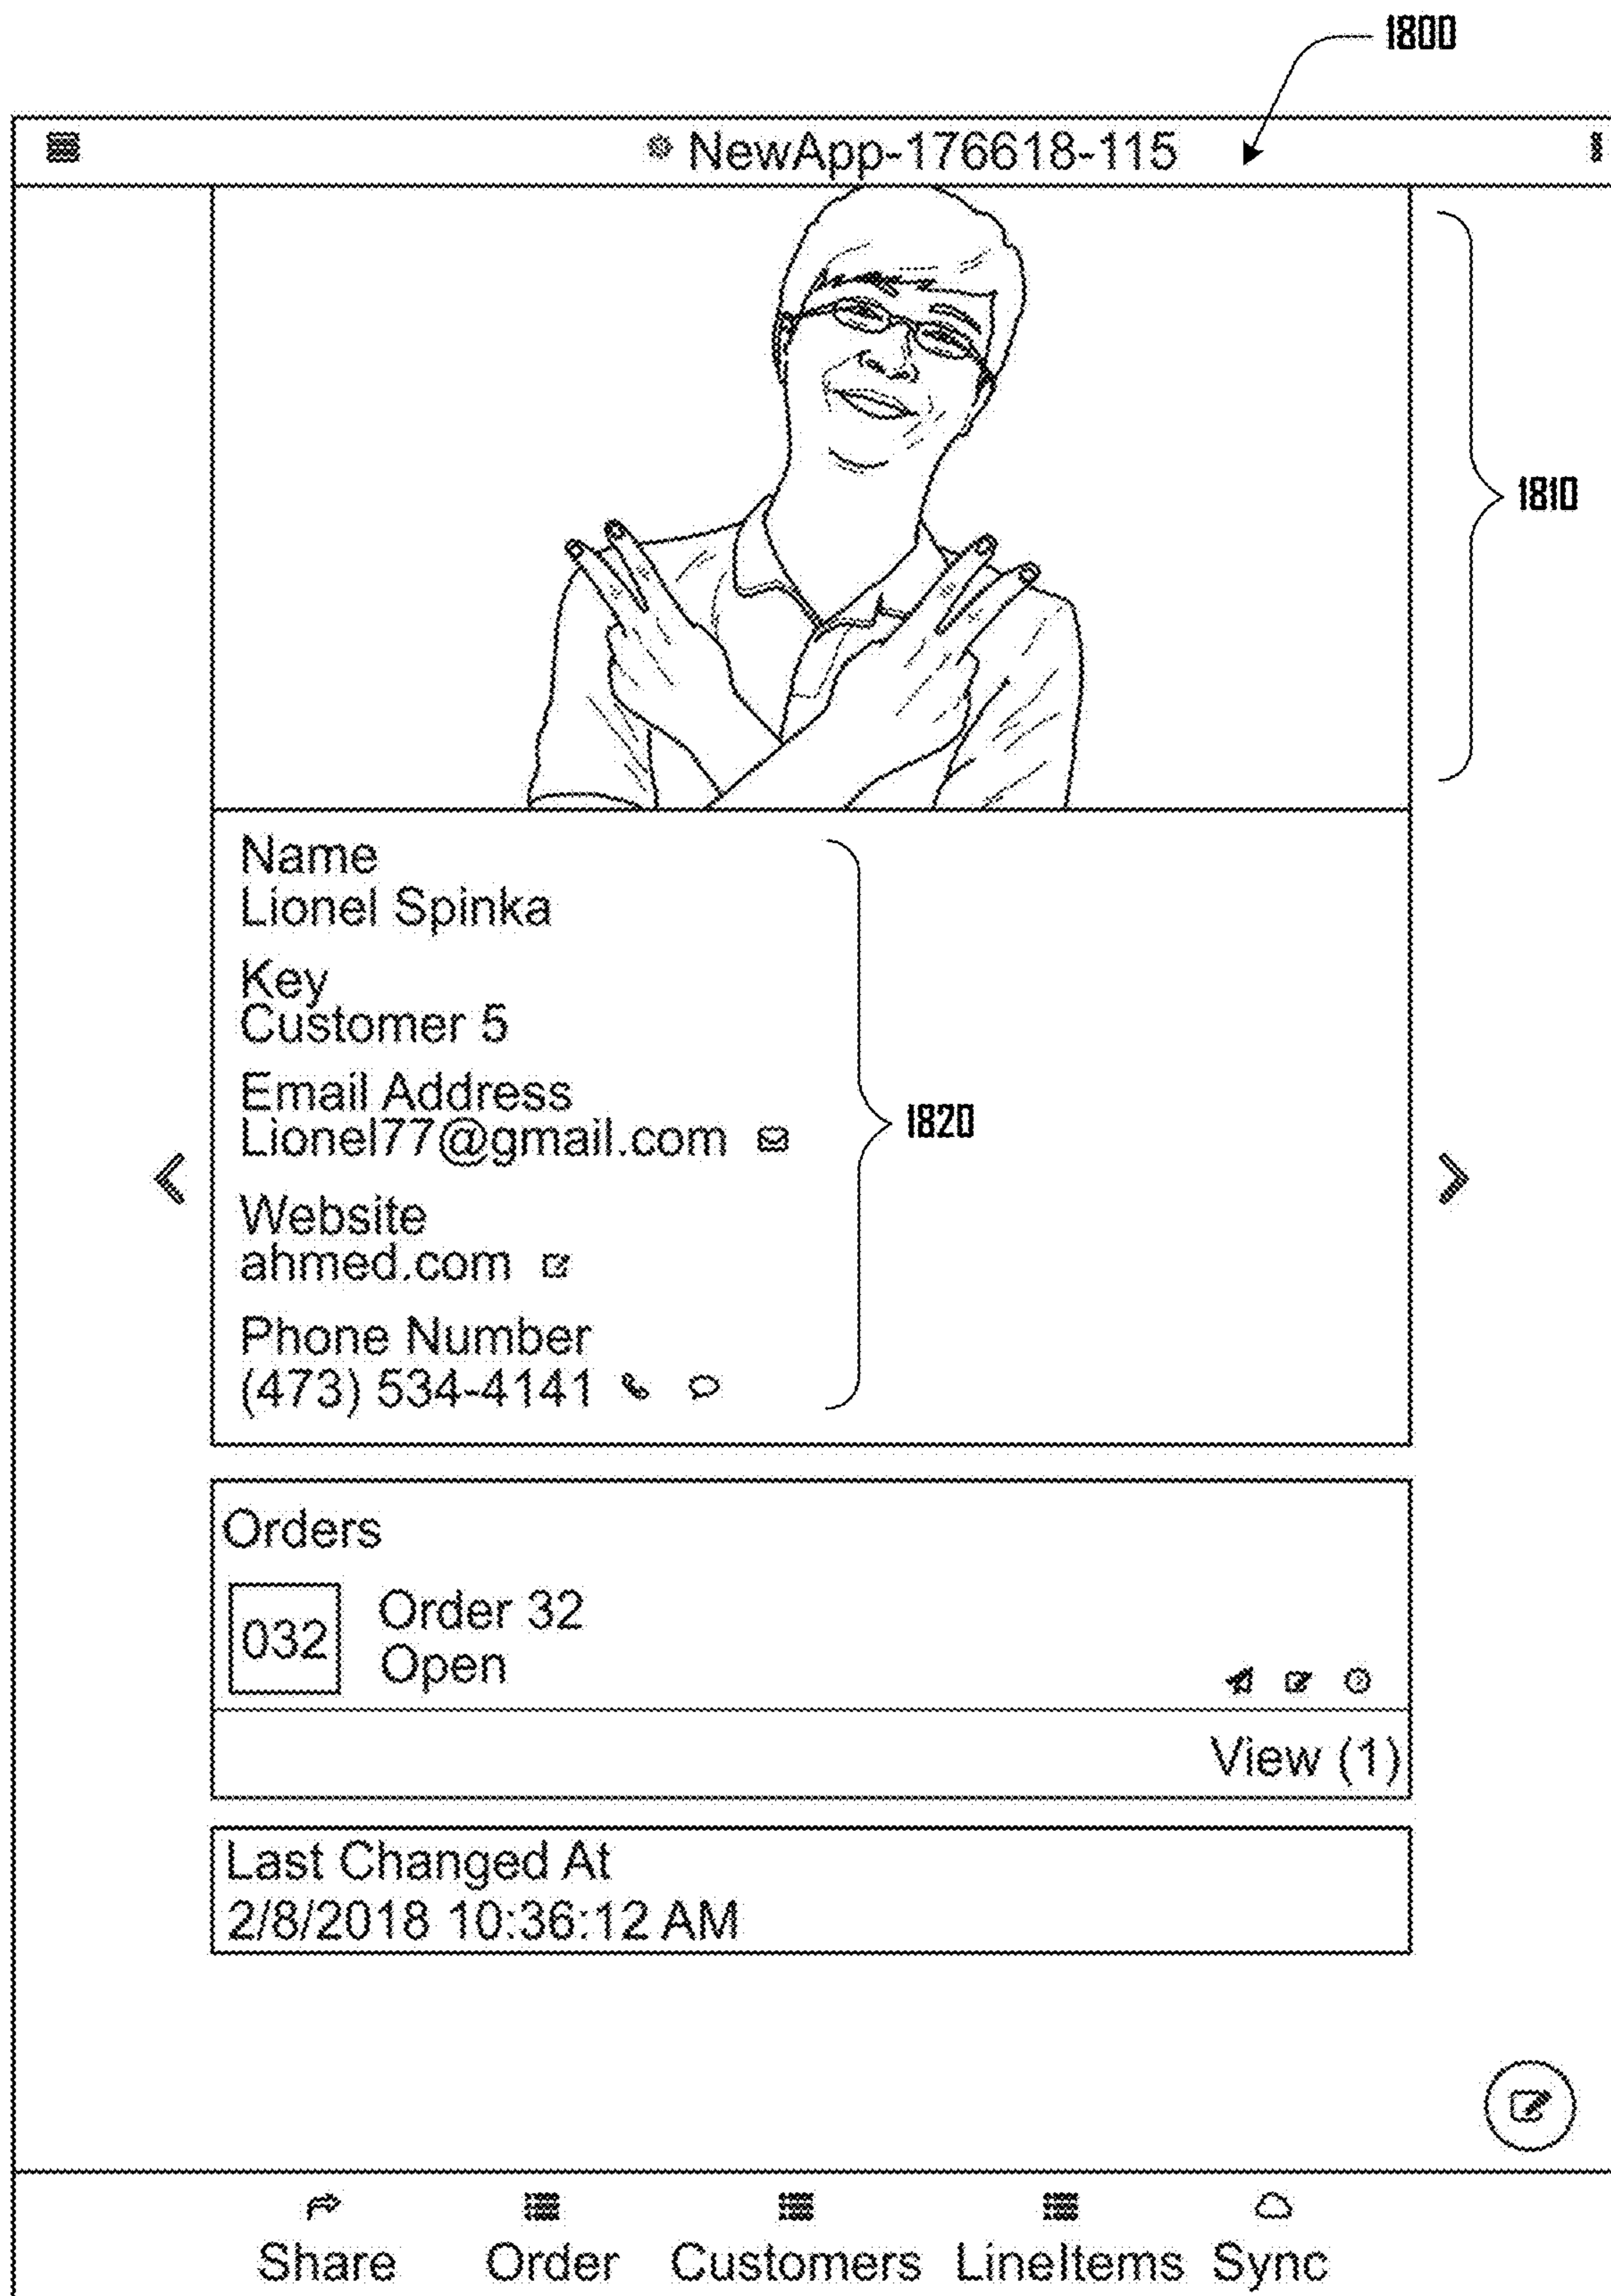 1800
NewApp-176618-115
1810
Name
Lionel Spinka
Key
Customer 5
Email Address
Lionel77@gmail.com
1820
Website
ahmed.com
Phone Number
(473) 534-4141
Orders
032
Order 32
Open
View (1)
Last Changed At
2/8/2018 10:36:12 AM
Share Order Customers LineItems Sync